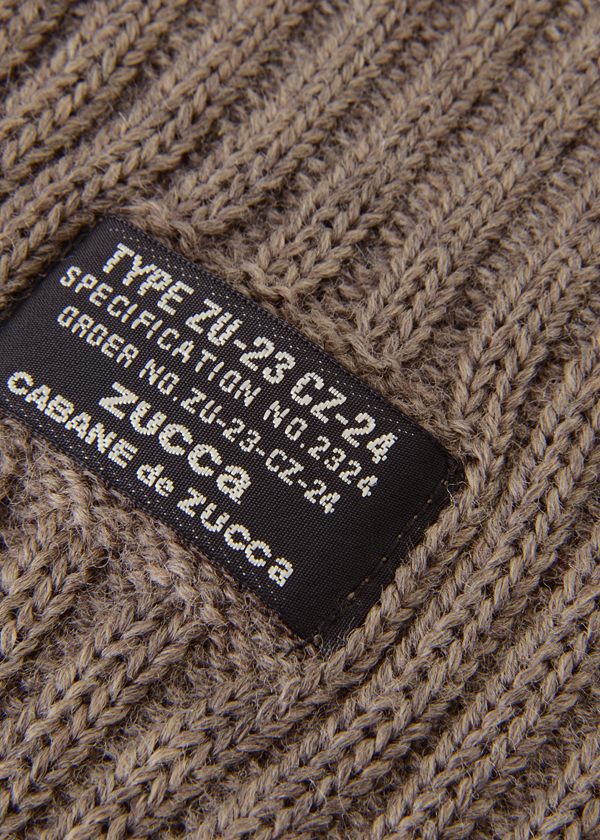 TYPE ZU-23 CZ-24
SPECIFICATION NO.2324
ORDER NO.ZU-23-CZ-24
ZUCCa
CABANE de ZUCCa